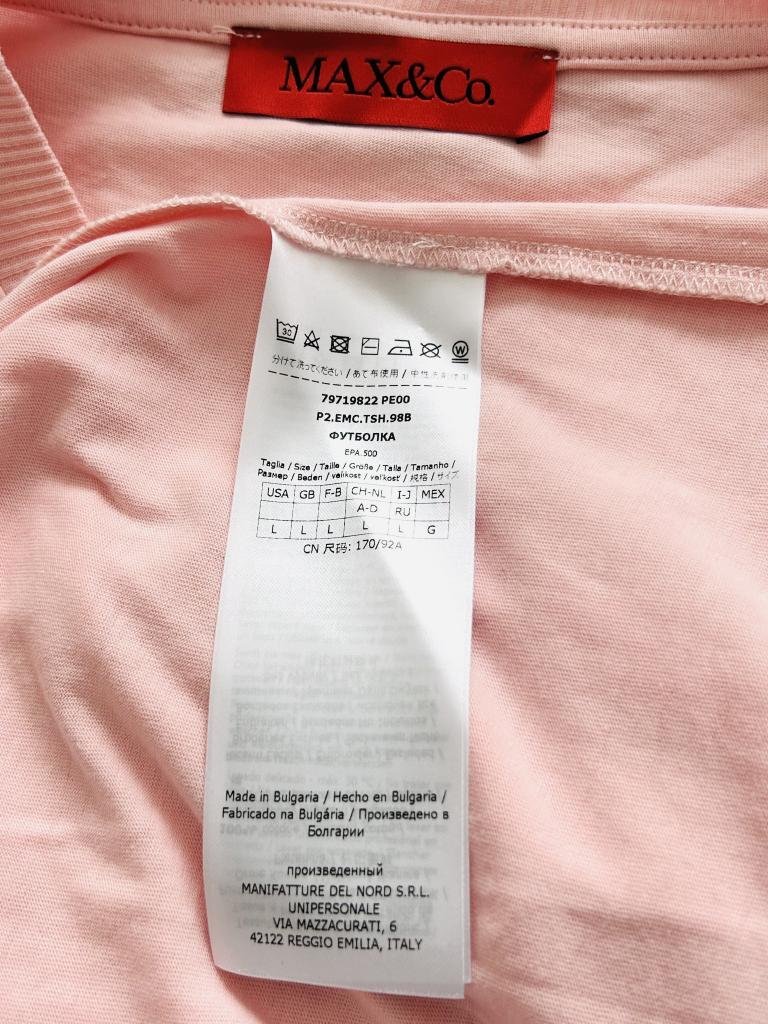 MAX&Co.
30
W
分けて洗ってください / あて布使用 / 中性
79719822 PE00
P2.EMC.TSH.98B
ФУТБОЛКА
EPA.500
Taglia / Size / Taille / Größe / Talla / Tamanho /
Размер / Beden / velikost / veľkosť / 规格 / サイズ
USA GB F-B CH-NL I-J MEX
A-D RU
L L L L L G
CN 尺码: 170/92A
Made in Bulgaria / Hecho en Bulgaria /
Fabricado na Bulgária / Произведено в
Болгарии
произведенный
MANIFATTURE DEL NORD S.R.L.
UNIPERSONALE
VIA MAZZACURATI, 6
42122 REGGIO EMILIA, ITALY